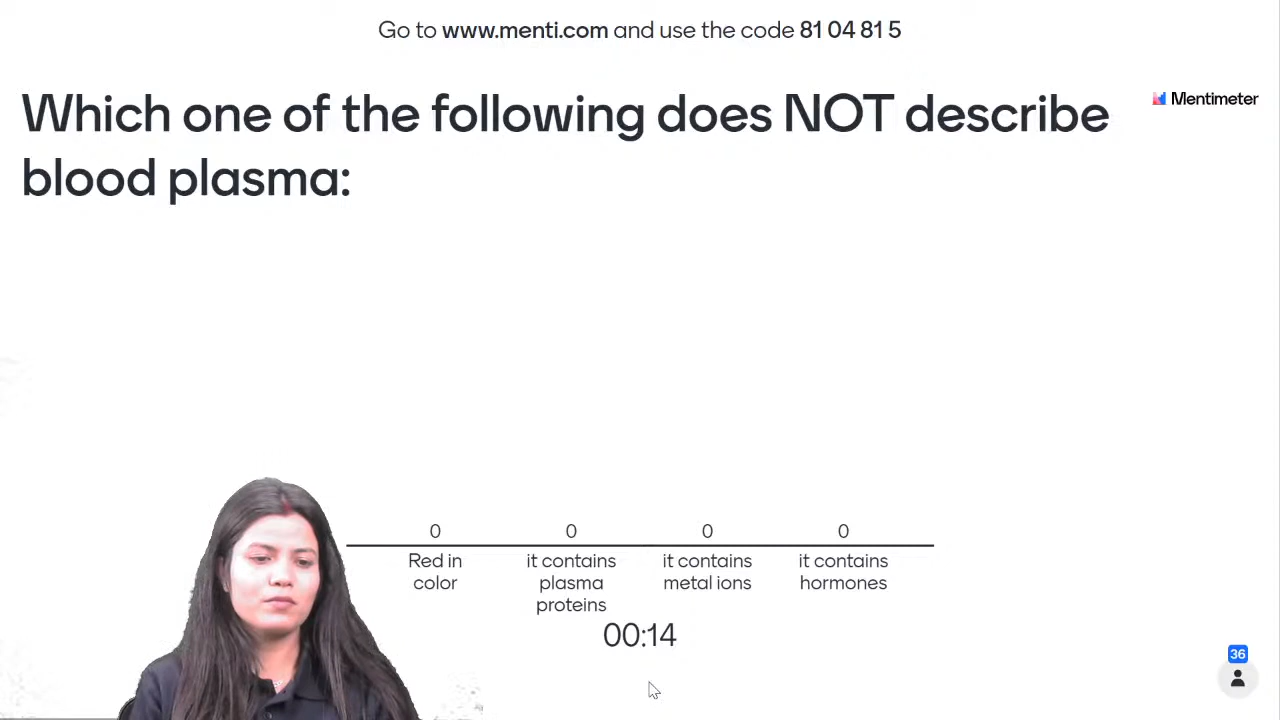 Go to www.menti.com and use the code 81 04 81 5
Which one of the following does NOT describe
blood plasma:
Mentimeter
0 0 0 0
Red in color
it contains plasma proteins
it contains metal ions
it contains hormones
00:14
36